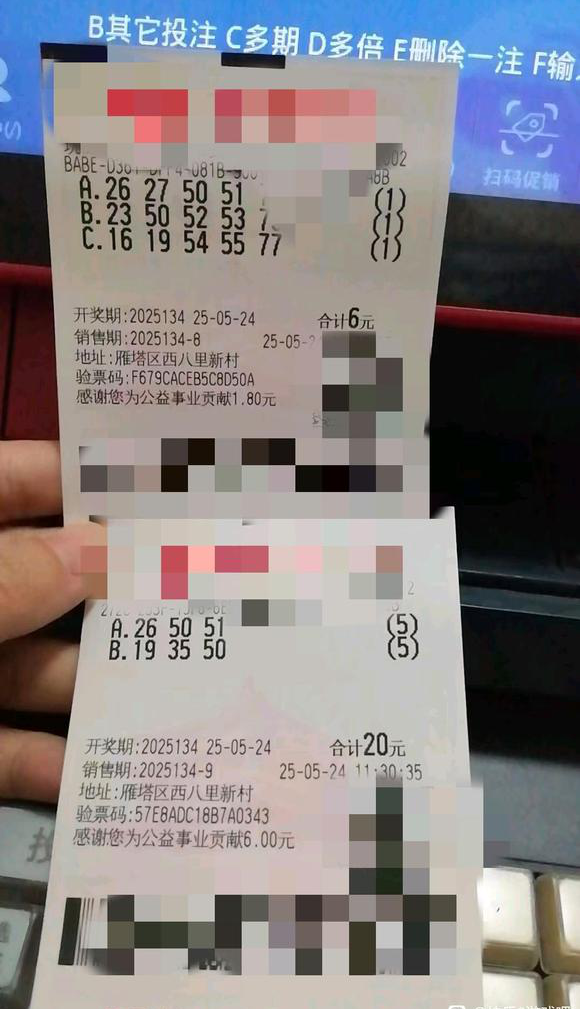 B其它投注 C多期 D多倍 E删除一注 F输
扫码促销
002
A.26 27 50 51
(1)
B.23 50 52 53
(1)
C.16 19 54 55 77
(1)
开奖期:2025134 25-05-24
合计6元
销售期:2025134-8
25-05-2
地址:雁塔区西八里新村
验票码:F679CACEB5C8D50A
感谢您为公益事业贡献1.80元
A.26 50 51
(5)
B.19 35 50
(5)
开奖期:2025134 25-05-24
合计20元
销售期:2025134-9
25-05-24 11:30:35
地址:雁塔区西八里新村
验票码:57E8ADC18B7A0343
感谢您为公益事业贡献6.00元